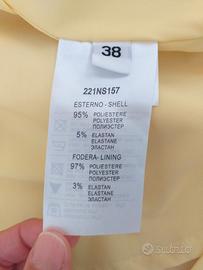 38
221NS157
ESTERNO - SHELL
95% POLIESTERE
POLYESTER
ПОЛИЭСТЕР
5% ELASTAN
ELASTANE
ЭЛАСТАН
FODERA - LINING
97% POLIESTERE
POLYESTER
ПОЛИЭСТЕР
3% ELASTAN
ELASTANE
ЭЛАСТАН
subito